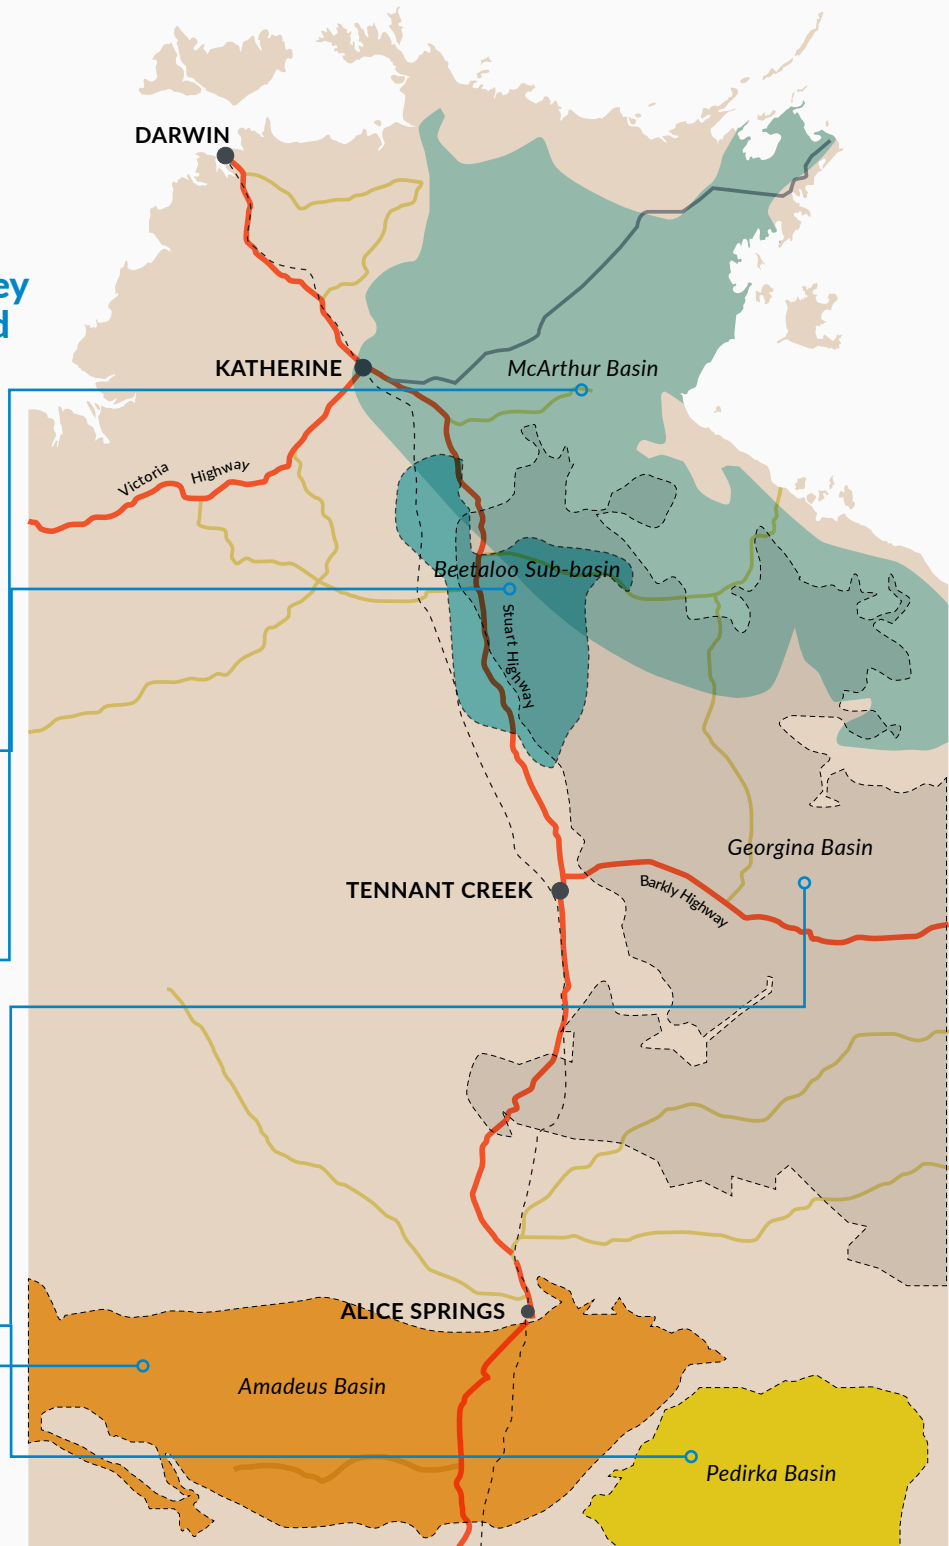 DARWIN
ey
d
KATHERINE
McArthur Basin
Victoria Highway
Beetaloo Sub-basin
Stuart Highway
Georgina Basin
TENNANT CREEK
Barkly Highway
ALICE SPRINGS
Amadeus Basin
Pedirka Basin